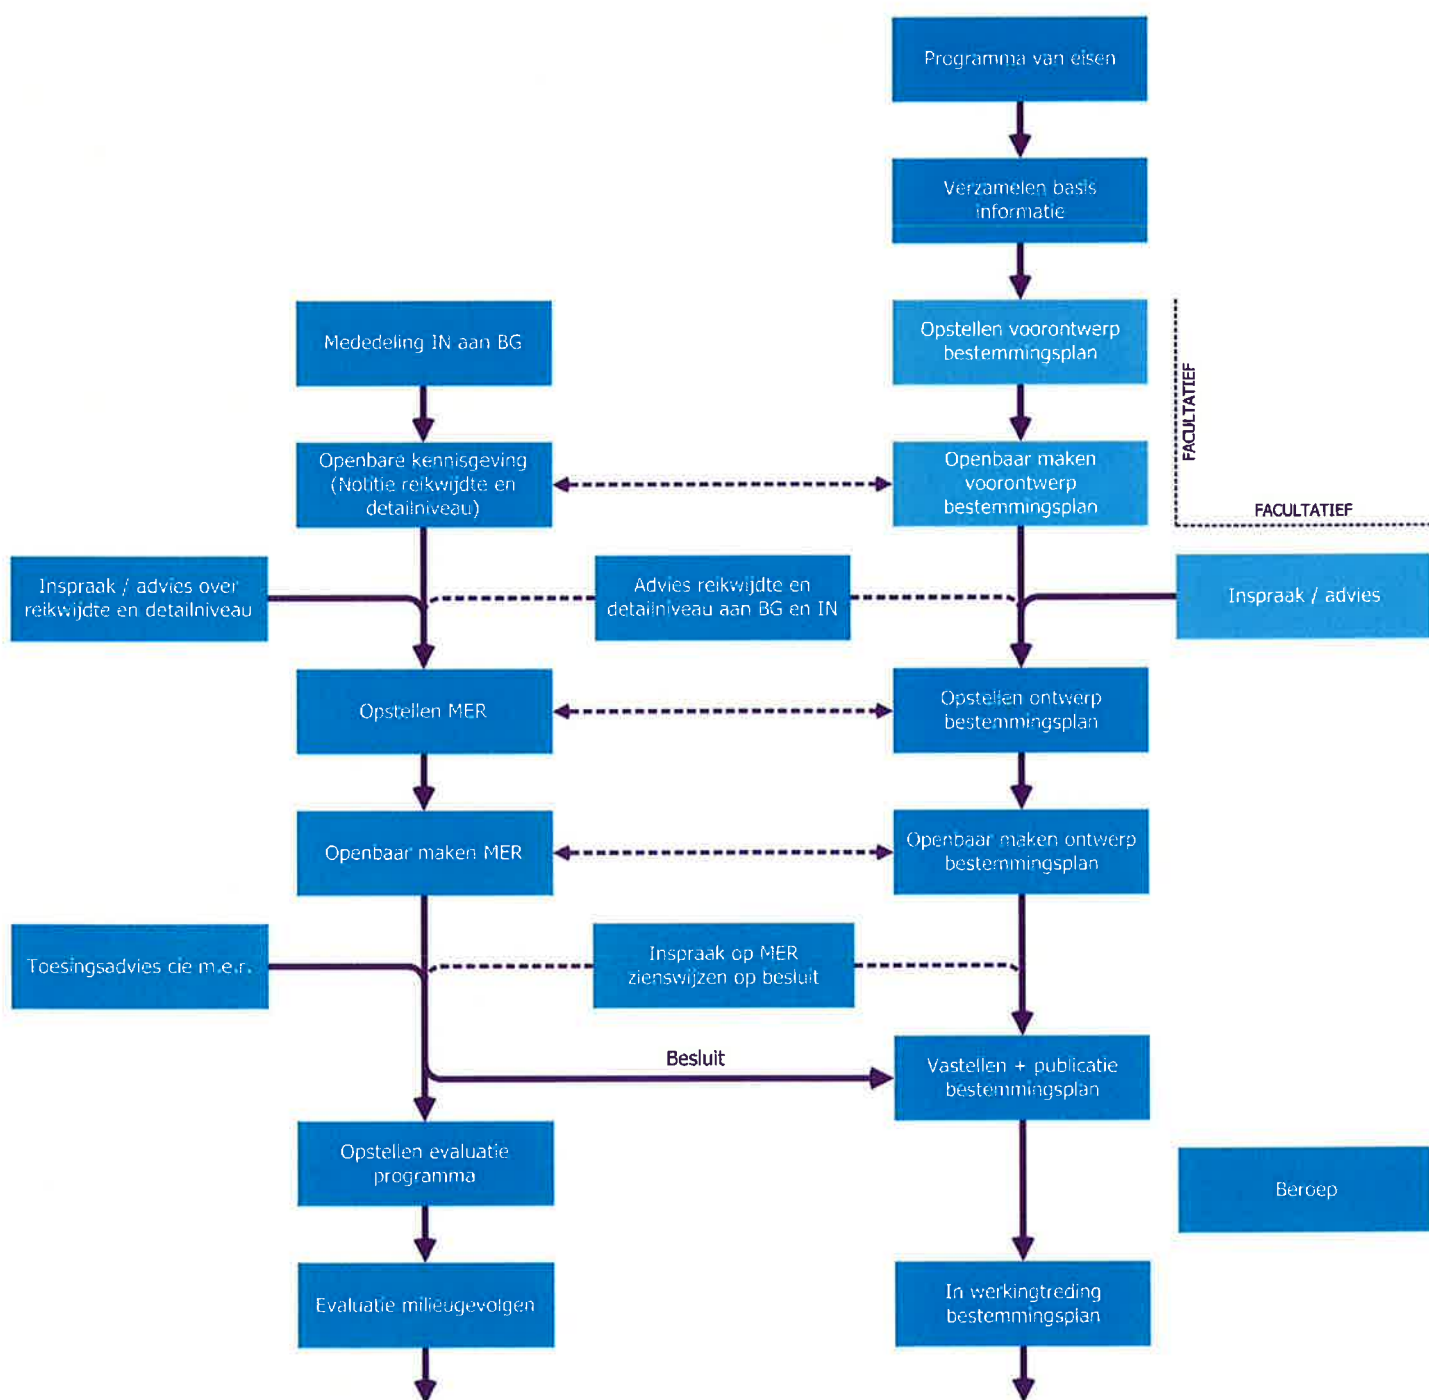 Programma van eisen
Verzamelen basis
informatie
Mededeling IN aan BG
Opstellen voorontwerp
bestemmingsplan
FACULTATIEF
Openbare kennisgeving
(Notitie reikwijdte en
detailniveau)
Openbaar maken
voorontwerp
bestemmingsplan
FACULTATIEF
Inspraak / advies over
reikwijdte en detailniveau
Advies reikwijdte en
detailniveau aan BG en IN
Inspraak / advies
Opstellen MER
Opstellen ontwerp
bestemmingsplan
Openbaar maken MER
Openbaar maken ontwerp
bestemmingsplan
Toesingsadvies cie m.e.r.
Inspraak op MER
zienswijzen op besluit
Besluit
Vastellen + publicatie
bestemmingsplan
Opstellen evaluatie
programma
Beroep
Evaluatie milieugevolgen
In werkingtreding
bestemmingsplan